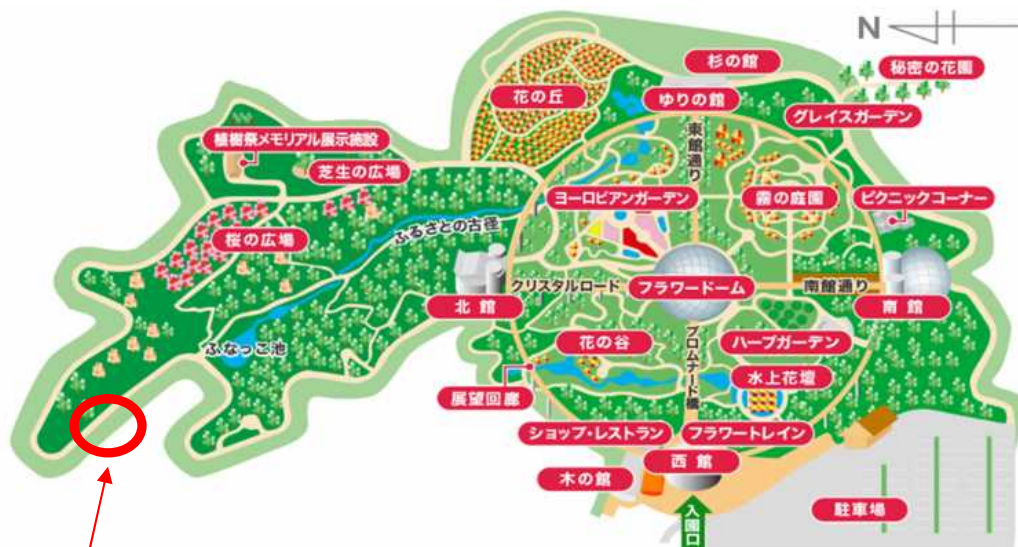 N
杉の館
秘密の花園
花の丘
ゆりの館
グレイスガーデン
植樹祭メモリアル展示施設
東館通り
芝生の広場
ヨーロピアンガーデン
霧の庭園
ピクニックコーナー
桜の広場
ふるさとの古径
クリスタルロード
フラワードーム
南館通り
北館
南館
ふなっこ池
花の谷
プロムナード橋
ハーブガーデン
展望回廊
水上花壇
ショップ・レストラン
フラワートレイン
西館
木の館
駐車場
入園口